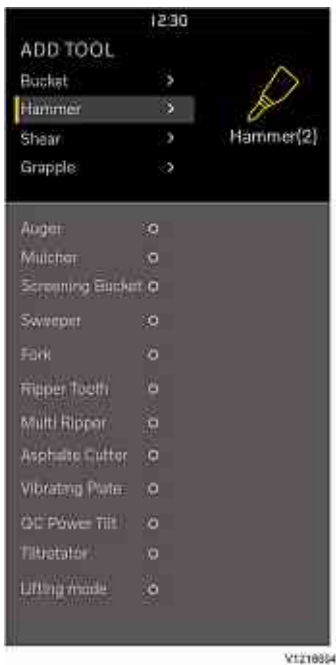 12:30
ADD TOOL
Bucket >
Hammer >
Shear >
Grapple >
Hammer(2)
Auger
Mulcher
Screening Bucket
Sweeper
Fork
Ripper Tooth
Multi Ripper
Asphalte Cutter
Vibrating Plate
QC Power Tilt
Tiltrotator
Lifting mode